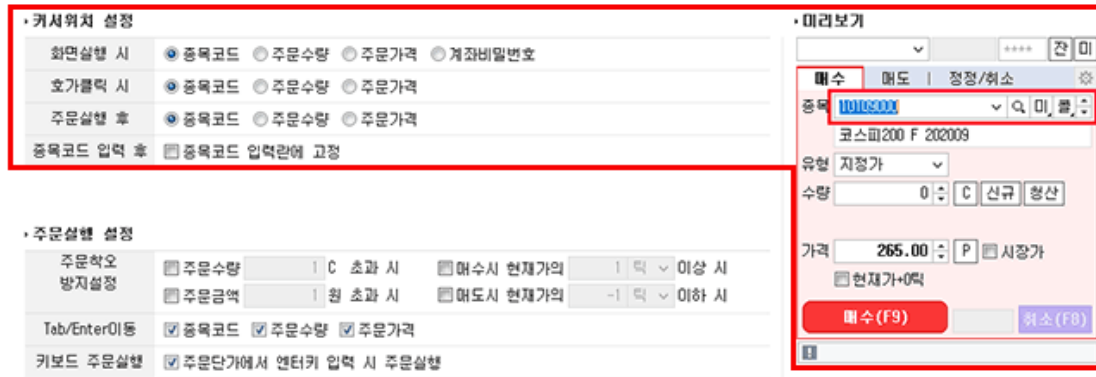 커서위치 설정
화면실행 시 종목코드 주문수량 주문가격 계좌비밀번호
호가클릭 시 종목코드 주문수량 주문가격
주문실행 후 종목코드 주문수량 주문가격
종목코드 입력 후 종목코드 입력란에 고정
주문실행 설정
주문착오
방지설정
주문수량 1 C 초과 시 매수시 현재가의 1 틱 이상 시
주문금액 1 원 초과 시 매도시 현재가의 -1 틱 이하 시
Tab/Enter이동 종목코드 주문수량 주문가격
키보드 주문실행 주문단가에서 엔터키 입력 시 주문실행
미리보기
**** 잔 미
매수 매도 | 정정/취소
종목 10109000 미 콜
코스피200 F 202009
유형 지정가
수량 0 C 신규 청산
가격 265.00 P 시장가
현재가+0틱
매수(F9) 취소(F8)